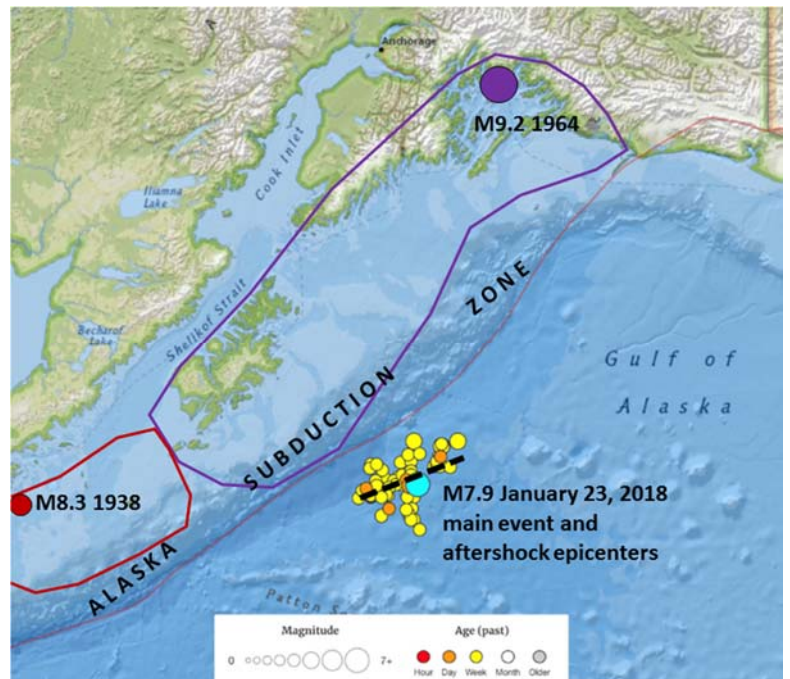 Anchorage
M9.2 1964
Cook Inlet
Iliamna
Lake
ZONE
Shelikof Strait
Becharof
Lake
Gulf of
Alaska
SUBDUCTION
M8.3 1938
M7.9 January 23, 2018
main event and
aftershock epicenters
ALASKA
Patton
Magnitude
Age (past)
0
7+
Hour
Day
Week
Month
Older